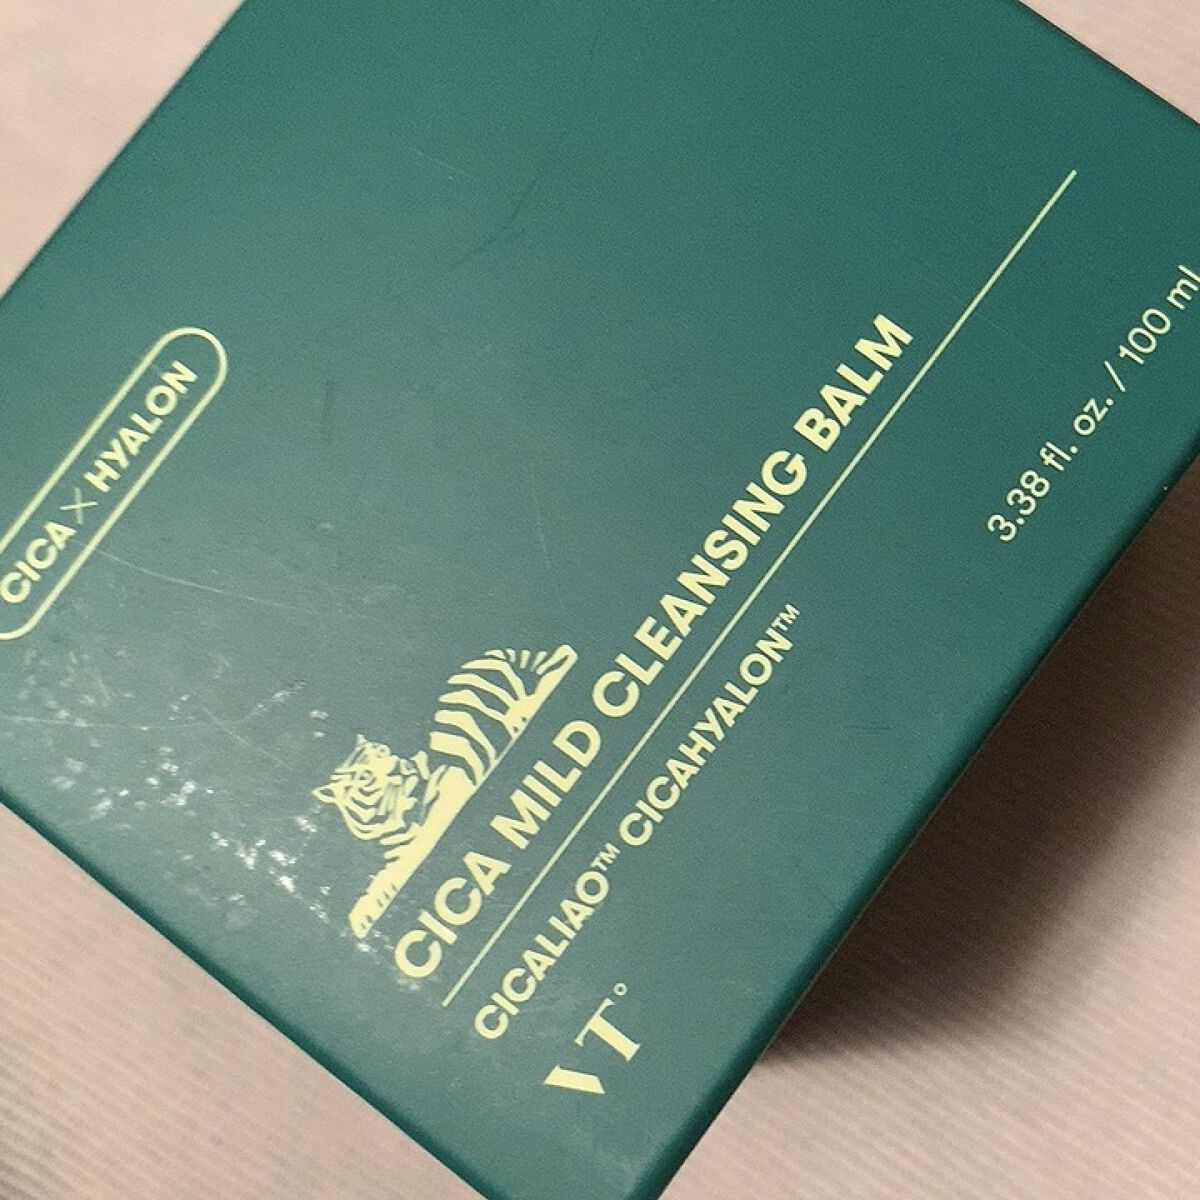 CICA X HYALON
CICA MILD CLEANSING BALM
CICALIAO™ CICAHYALON™
VT°
3.38 fl. oz. / 100 ml